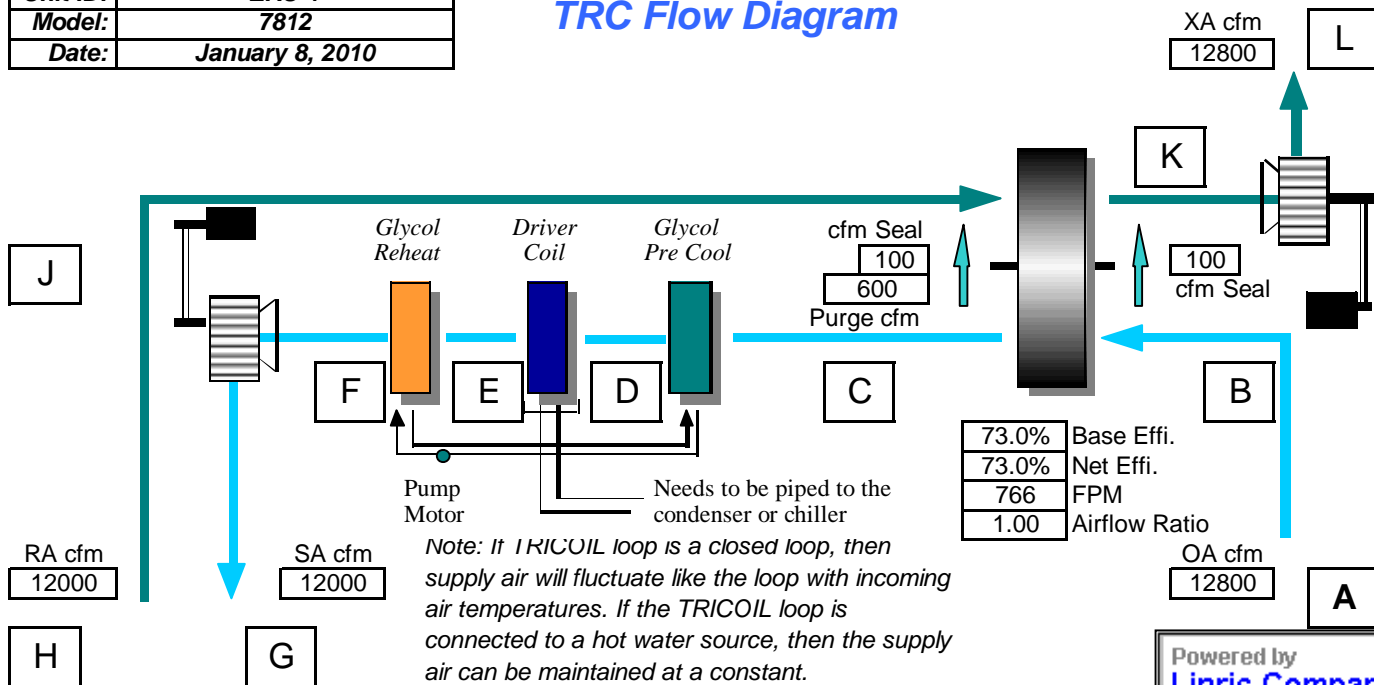 TRC Flow Diagram
Model: 7812
Date: January 8, 2010
XA cfm
12800
L
K
J
Glycol
Reheat
Driver
Coil
Glycol
Pre Cool
cfm Seal
100
600
Purge cfm
100
cfm Seal
F
E
D
C
B
73.0% Base Effi.
73.0% Net Effi.
766 FPM
1.00 Airflow Ratio
Pump
Motor
Needs to be piped to the
condenser or chiller
RA cfm
12000
SA cfm
12000
OA cfm
12800
A
Note: If TRICOIL loop is a closed loop, then
supply air will fluctuate like the loop with incoming
air temperatures. If the TRICOIL loop is
connected to a hot water source, then the supply
air can be maintained at a constant.
H
G
Powered by